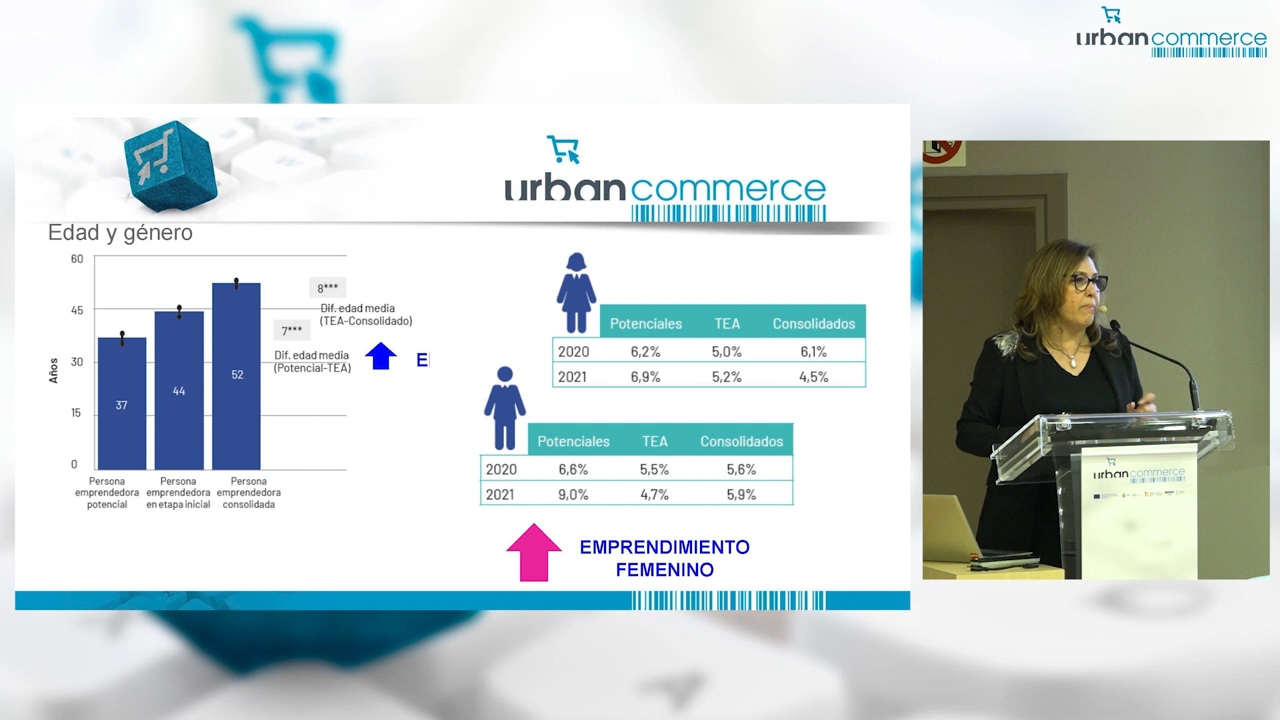 urbancommerce
urbancommerce
Edad y género
60
45
30
15
0
Años
37
44
52
8***
Dif. edad media
(TEA-Consolidado)
7***
Dif. edad media
(Potencial-TEA)
E
Persona
emprendedora
potencial
Persona
emprendedora
en etapa inicial
Persona
emprendedora
consolidada
Potenciales TEA Consolidados
2020 6,2% 5,0% 6,1%
2021 6,9% 5,2% 4,5%
Potenciales TEA Consolidados
2020 6,6% 5,5% 5,6%
2021 9,0% 4,7% 5,9%
EMPRENDIMIENTO
FEMENINO
urbancommerce